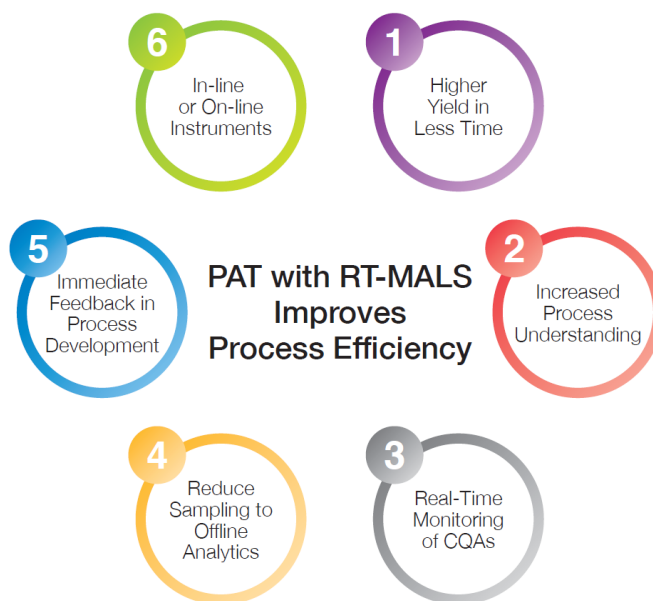 PAT with RT-MALS
Improves
Process Efficiency
1
Higher
Yield in
Less Time
2
Increased
Process
Understanding
3
Real-Time
Monitoring
of CQAs
4
Reduce
Sampling to
Offline
Analytics
5
Immediate
Feedback in
Process
Development
6
In-line
or On-line
Instruments